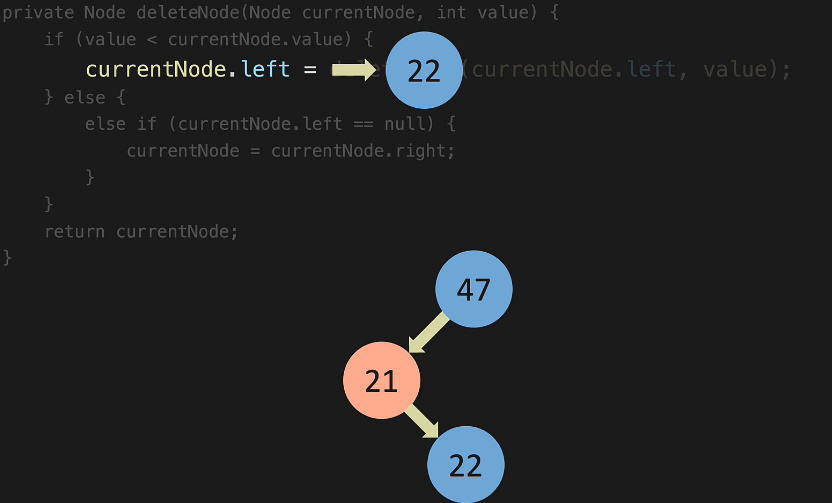 private Node deleteNode(Node currentNode, int value) {
if (value < currentNode.value) {
currentNode.left = 22 (currentNode.left, value);
} else {
else if (currentNode.left == null) {
currentNode = currentNode.right;
}
}
return currentNode;
}
47
21
22